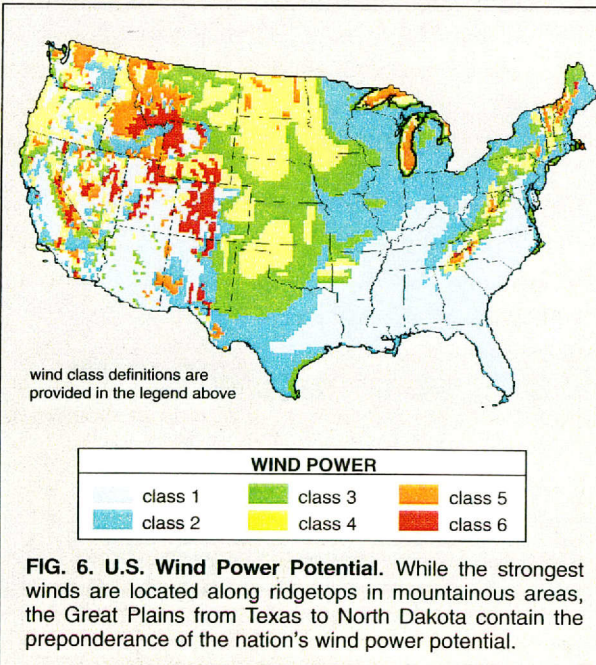 wind class definitions are
provided in the legend above
WIND POWER
class 1 class 3 class 5
class 2 class 4 class 6
FIG. 6. U.S. Wind Power Potential. While the strongest
winds are located along ridgetops in mountainous areas,
the Great Plains from Texas to North Dakota contain the
preponderance of the nation's wind power potential.